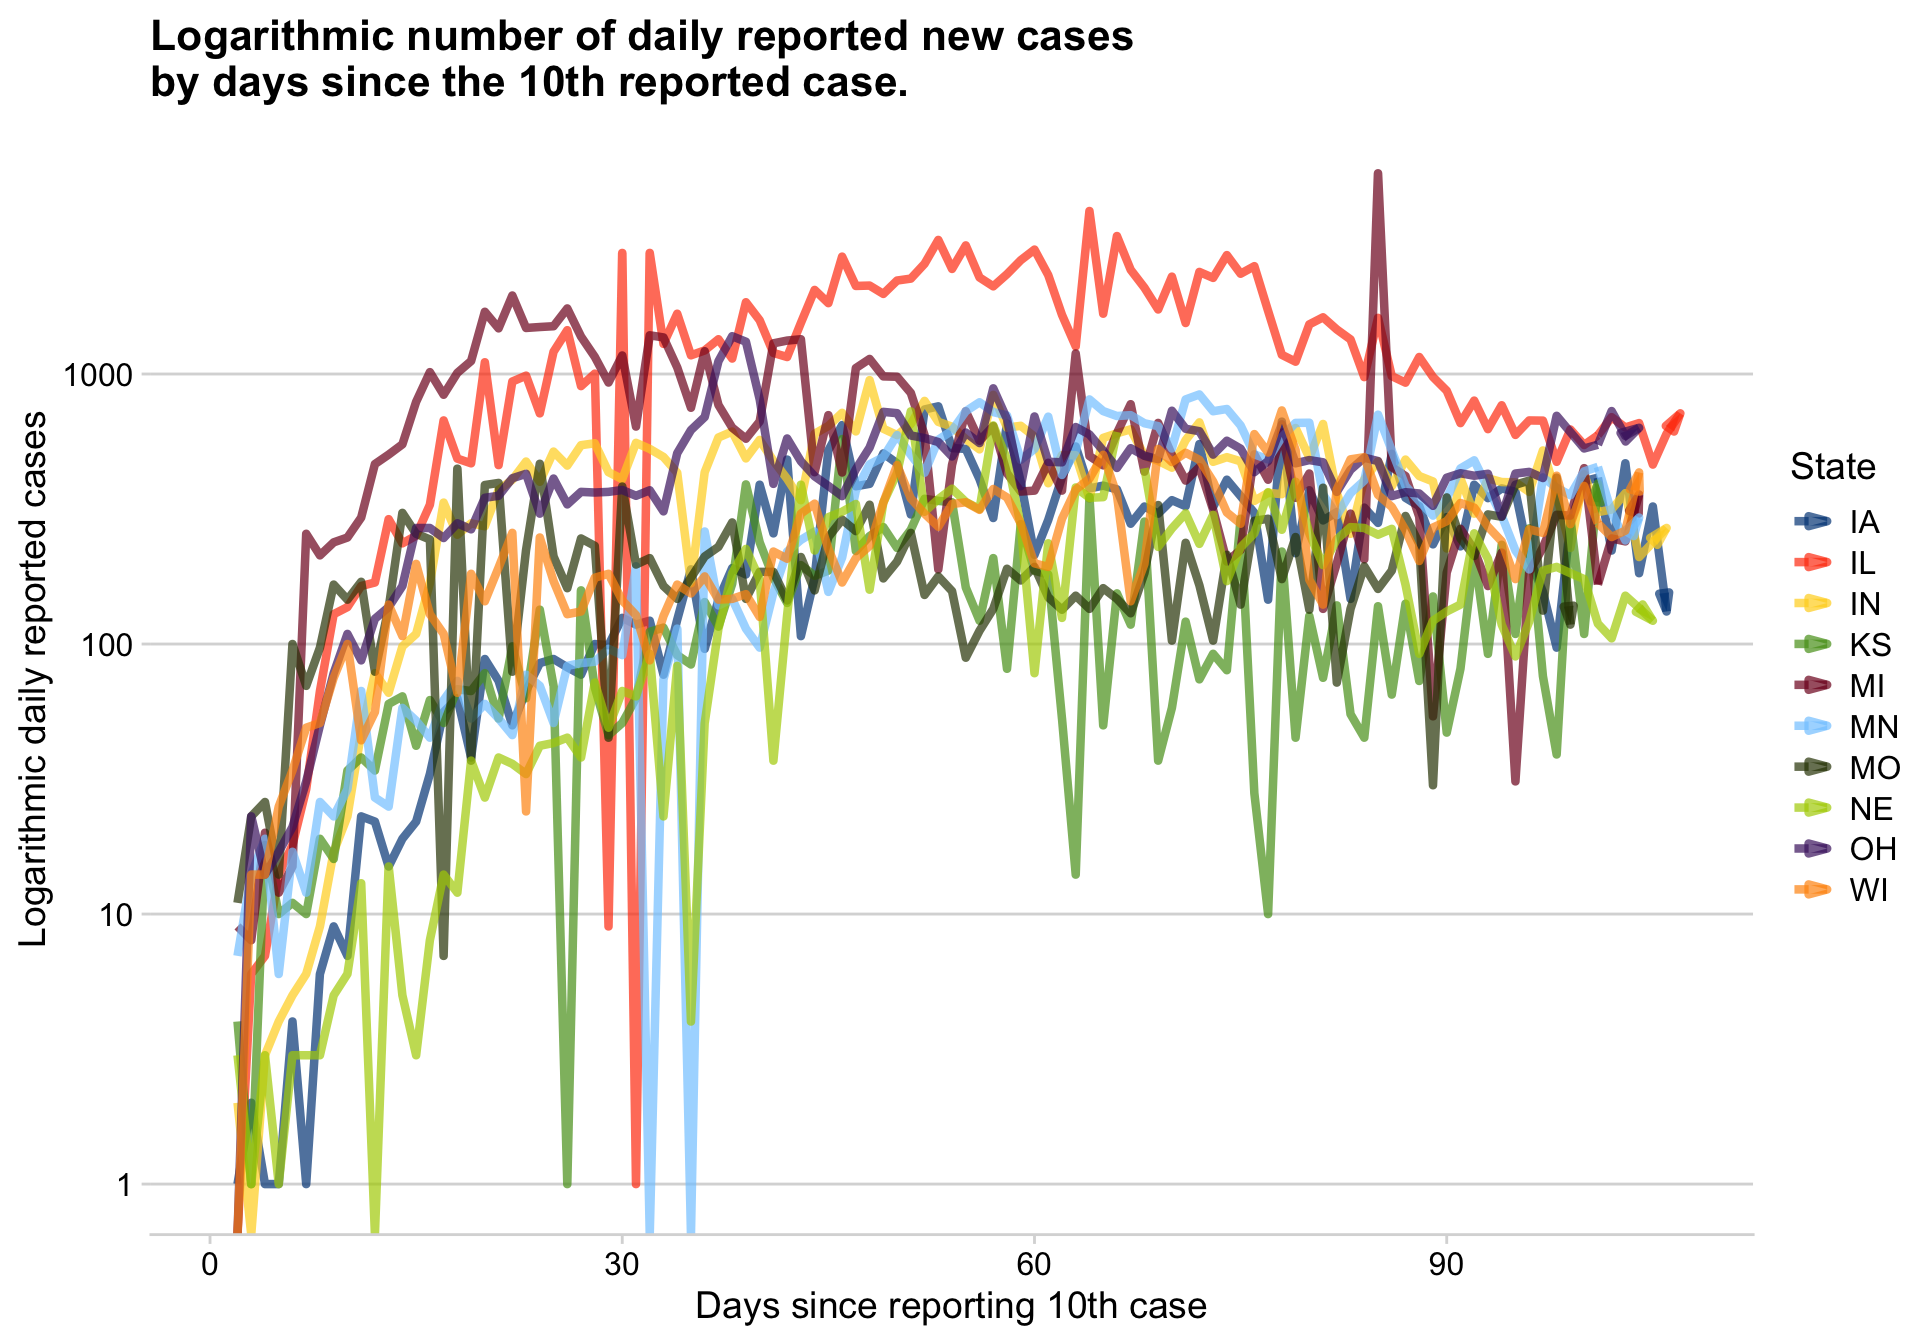 Logarithmic number of daily reported new cases
by days since the 10th reported case.
Logarithmic daily reported cases
1000
100
10
1
0
30
60
90
Days since reporting 10th case
State
IA
IL
IN
KS
MI
MN
MO
NE
OH
WI